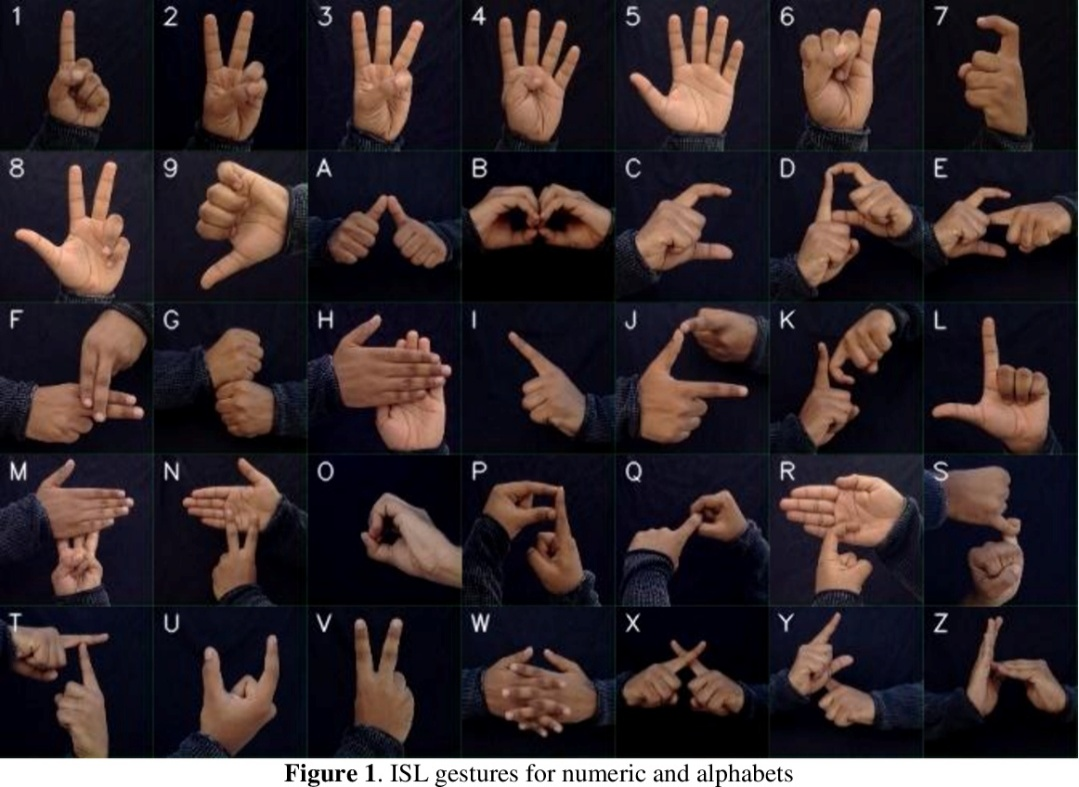 1 2 3 4 5 6 7
8 9 A B C D E
F G H I J K L
M N O P Q R S
T U V W X Y Z
Figure 1. ISL gestures for numeric and alphabets